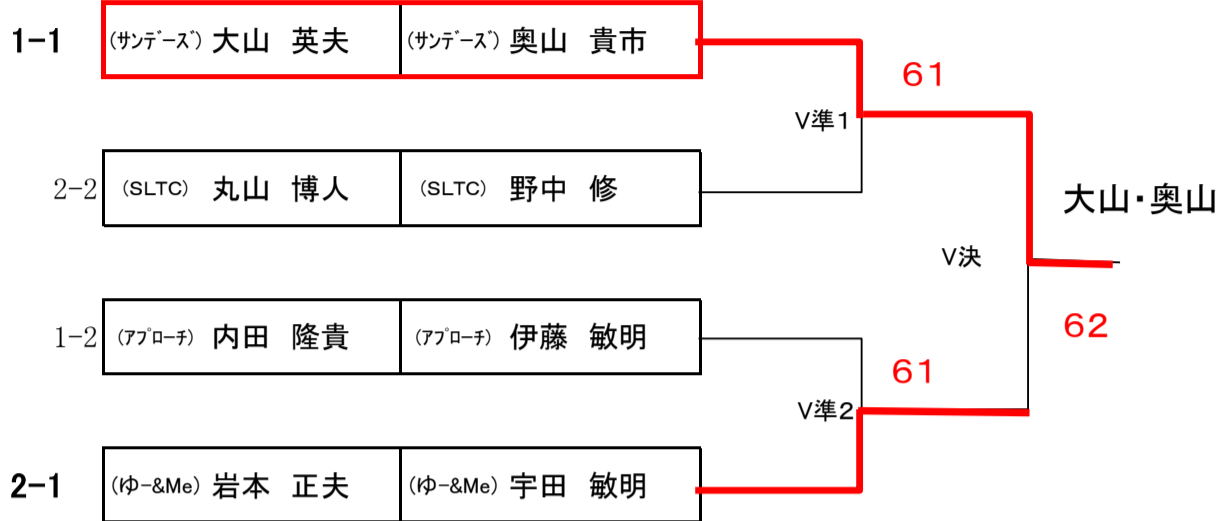 1-1 (サンデーズ) 大山 英夫 (サンデーズ) 奥山 貴市
61
V準1
2-2 (SLTC) 丸山 博人 (SLTC) 野中 修
大山・奥山
V決
1-2 (アプローチ) 内田 隆貴 (アプローチ) 伊藤 敏明
62
61
V準2
2-1 (ゆー&Me) 岩本 正夫 (ゆー&Me) 宇田 敏明